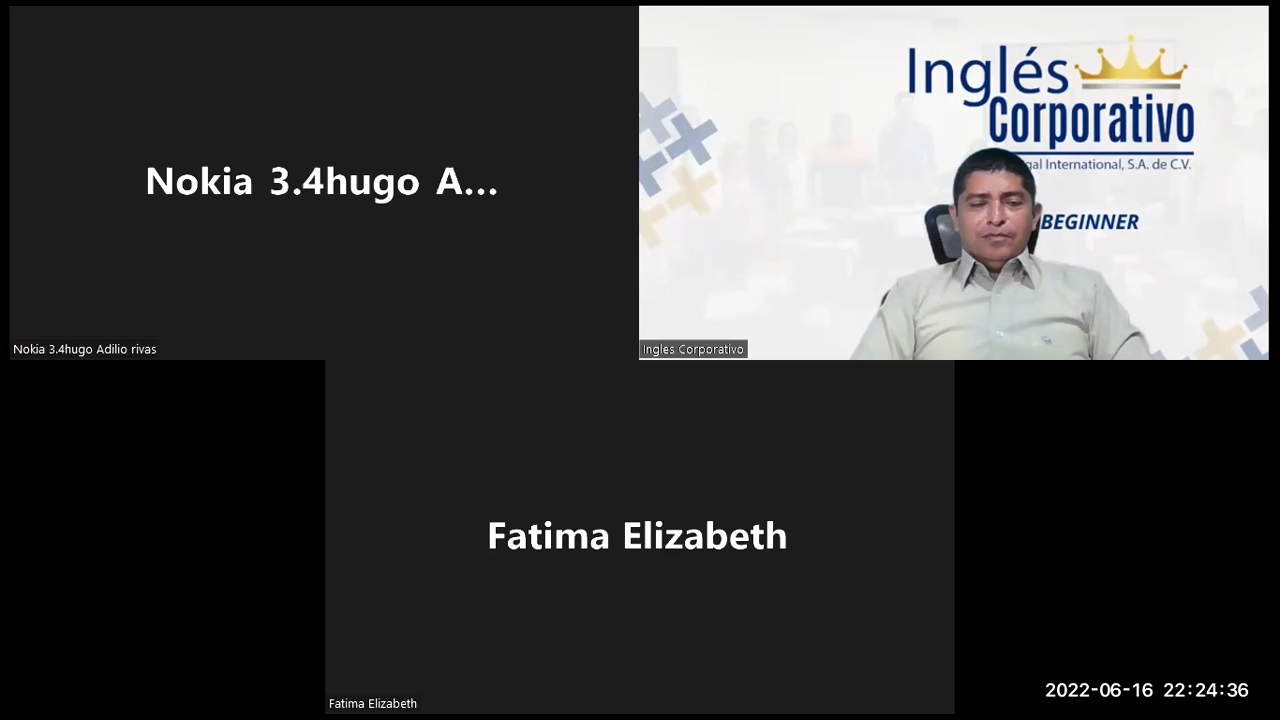 Nokia 3.4hugo A...
Nokia 3.4hugo Adilio rivas
Inglés
Corporativo
gal International, S.A. de C.V.
BEGINNER
Ingles Corporativo
Fatima Elizabeth
Fatima Elizabeth
2022-06-16 22:24:36